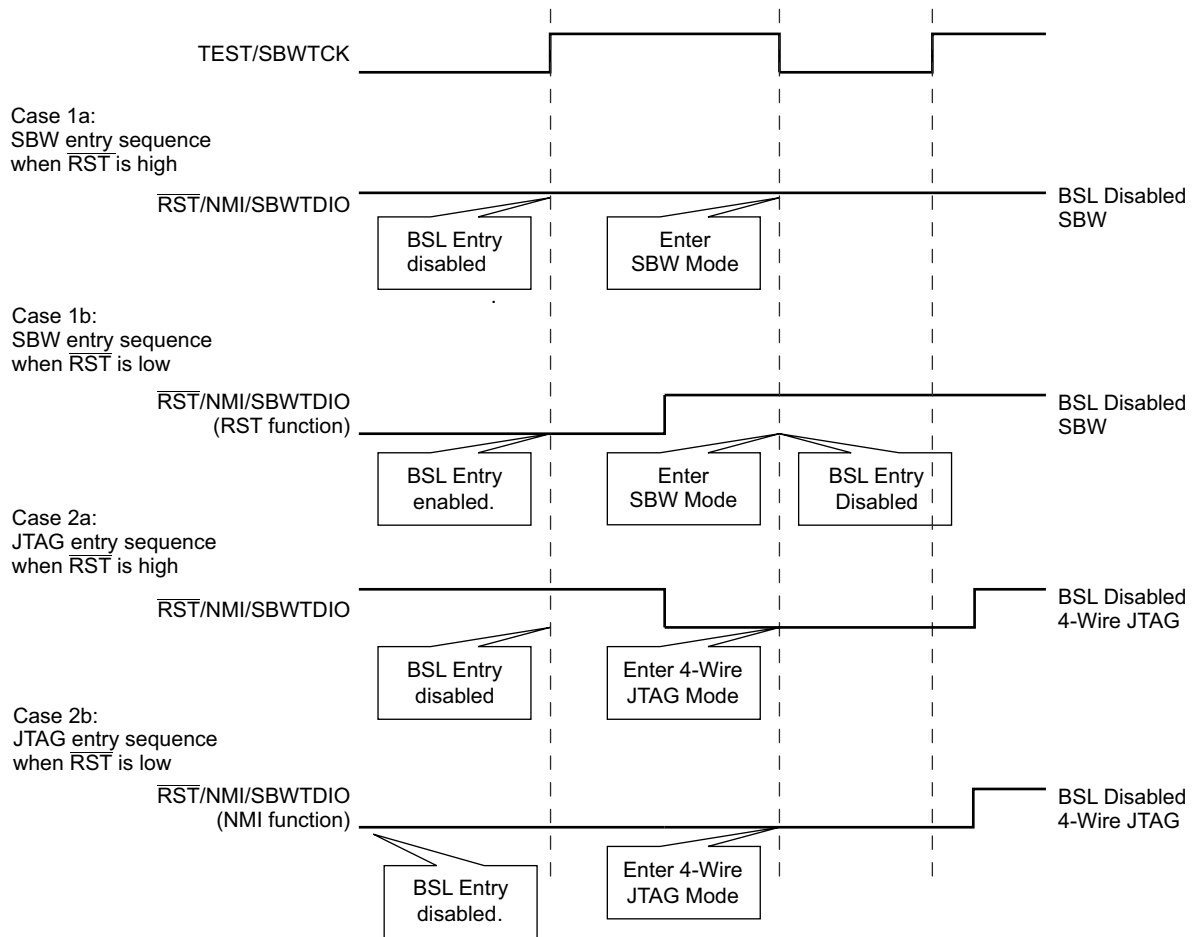 TEST/SBWTCK
Case 1a:
SBW entry sequence
when RST is high
RST/NMI/SBWTDIO
BSL Entry
disabled
Enter
SBW Mode
BSL Disabled
SBW
Case 1b:
SBW entry sequence
when RST is low
RST/NMI/SBWTDIO
(RST function)
BSL Entry
enabled.
Enter
SBW Mode
BSL Entry
Disabled
BSL Disabled
SBW
Case 2a:
JTAG entry sequence
when RST is high
RST/NMI/SBWTDIO
BSL Entry
disabled
Enter 4-Wire
JTAG Mode
BSL Disabled
4-Wire JTAG
Case 2b:
JTAG entry sequence
when RST is low
RST/NMI/SBWTDIO
(NMI function)
BSL Entry
disabled.
Enter 4-Wire
JTAG Mode
BSL Disabled
4-Wire JTAG